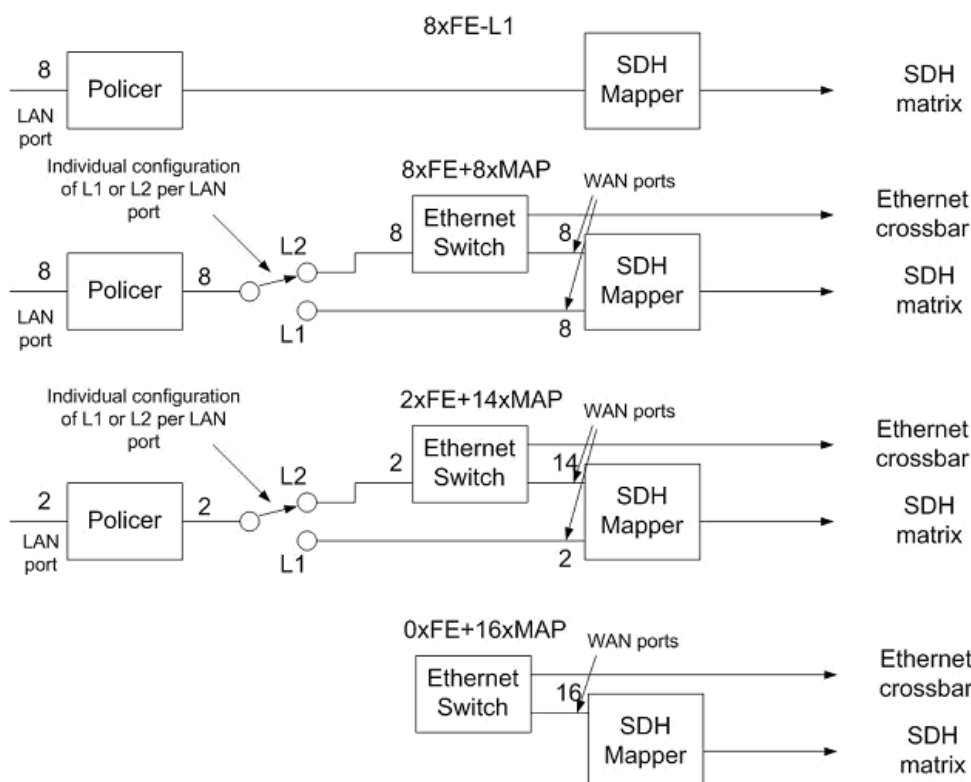 8xFE-L1
8
LAN
port
Policer
SDH
Mapper
SDH
matrix
Individual configuration
of L1 or L2 per LAN
port
8xFE+8xMAP
WAN ports
8
LAN
port
Policer
8
L2
L1
8
Ethernet
Switch
8
8
SDH
Mapper
Ethernet
crossbar
SDH
matrix
Individual configuration
of L1 or L2 per LAN
port
2xFE+14xMAP
WAN ports
2
LAN
port
Policer
2
L2
L1
2
Ethernet
Switch
14
2
SDH
Mapper
Ethernet
crossbar
SDH
matrix
0xFE+16xMAP
WAN ports
Ethernet
Switch
16
SDH
Mapper
Ethernet
crossbar
SDH
matrix